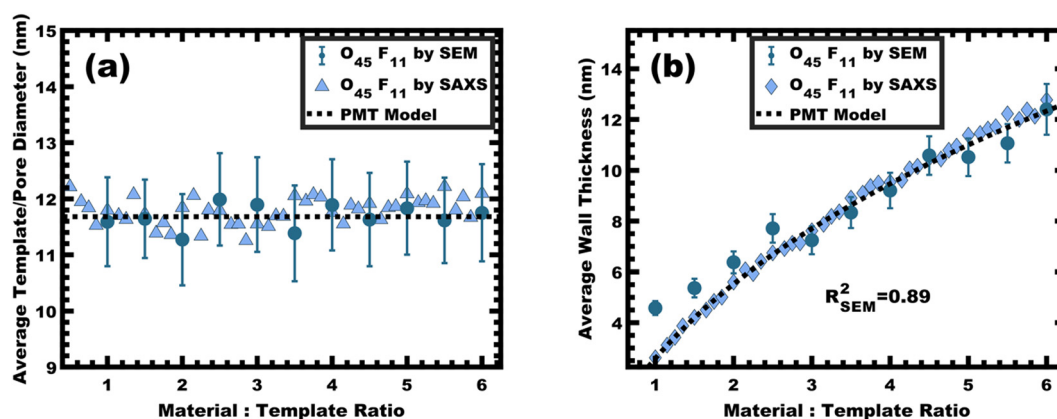 (a)
O45 F11 by SEM
O45 F11 by SAXS
PMT Model
Average Template/Pore Diameter (nm)
15
14
13
12
11
10
9
1 2 3 4 5 6
Material : Template Ratio
(b)
O45 F11 by SEM
O45 F11 by SAXS
PMT Model
Average Wall Thickness (nm)
14
12
10
8
6
4
R²SEM=0.89
1 2 3 4 5 6
Material : Template Ratio